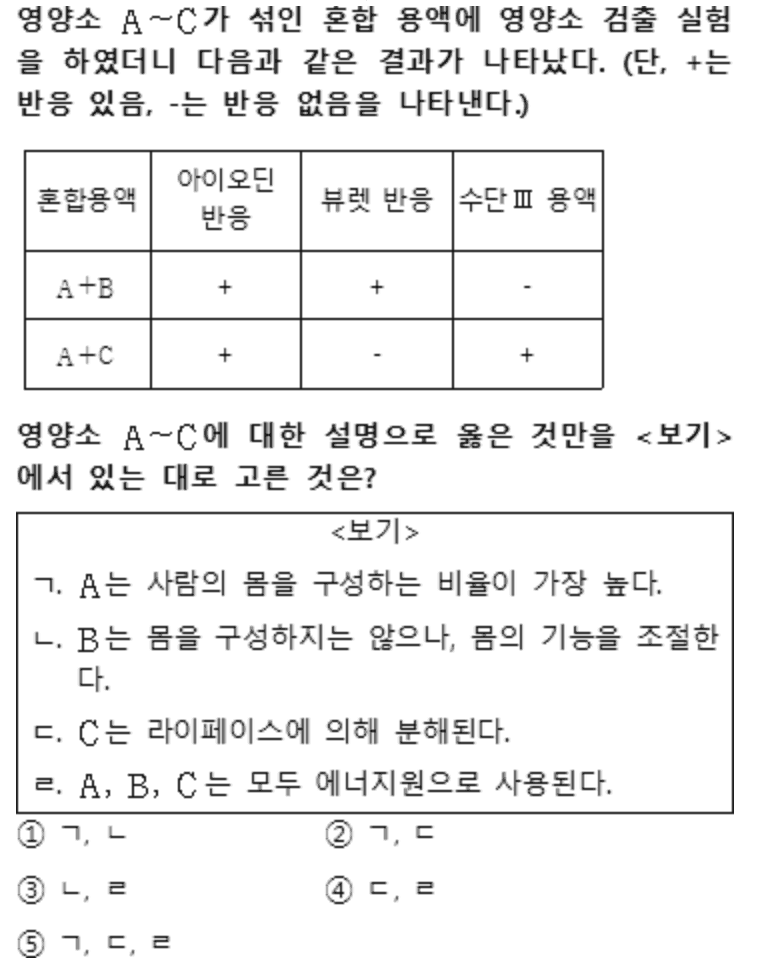 영양소 A~C가 섞인 혼합 용액에 영양소 검출 실험
을 하였더니 다음과 같은 결과가 나타났다. (단, +는
반응 있음, -는 반응 없음을 나타낸다.)
혼합용액 아이오딘 반응 뷰렛 반응 수단Ⅲ 용액
A+B + + -
A+C + - +
영양소 A~C에 대한 설명으로 옳은 것만을 <보기>
에서 있는 대로 고른 것은?
<보기>
ㄱ. A는 사람의 몸을 구성하는 비율이 가장 높다.
ㄴ. B는 몸을 구성하지는 않으나, 몸의 기능을 조절한
다.
ㄷ. C는 라이페이스에 의해 분해된다.
ㄹ. A, B, C는 모두 에너지원으로 사용된다.
① ㄱ, ㄴ ② ㄱ, ㄷ
③ ㄴ, ㄹ ④ ㄷ, ㄹ
⑤ ㄱ, ㄷ, ㄹ